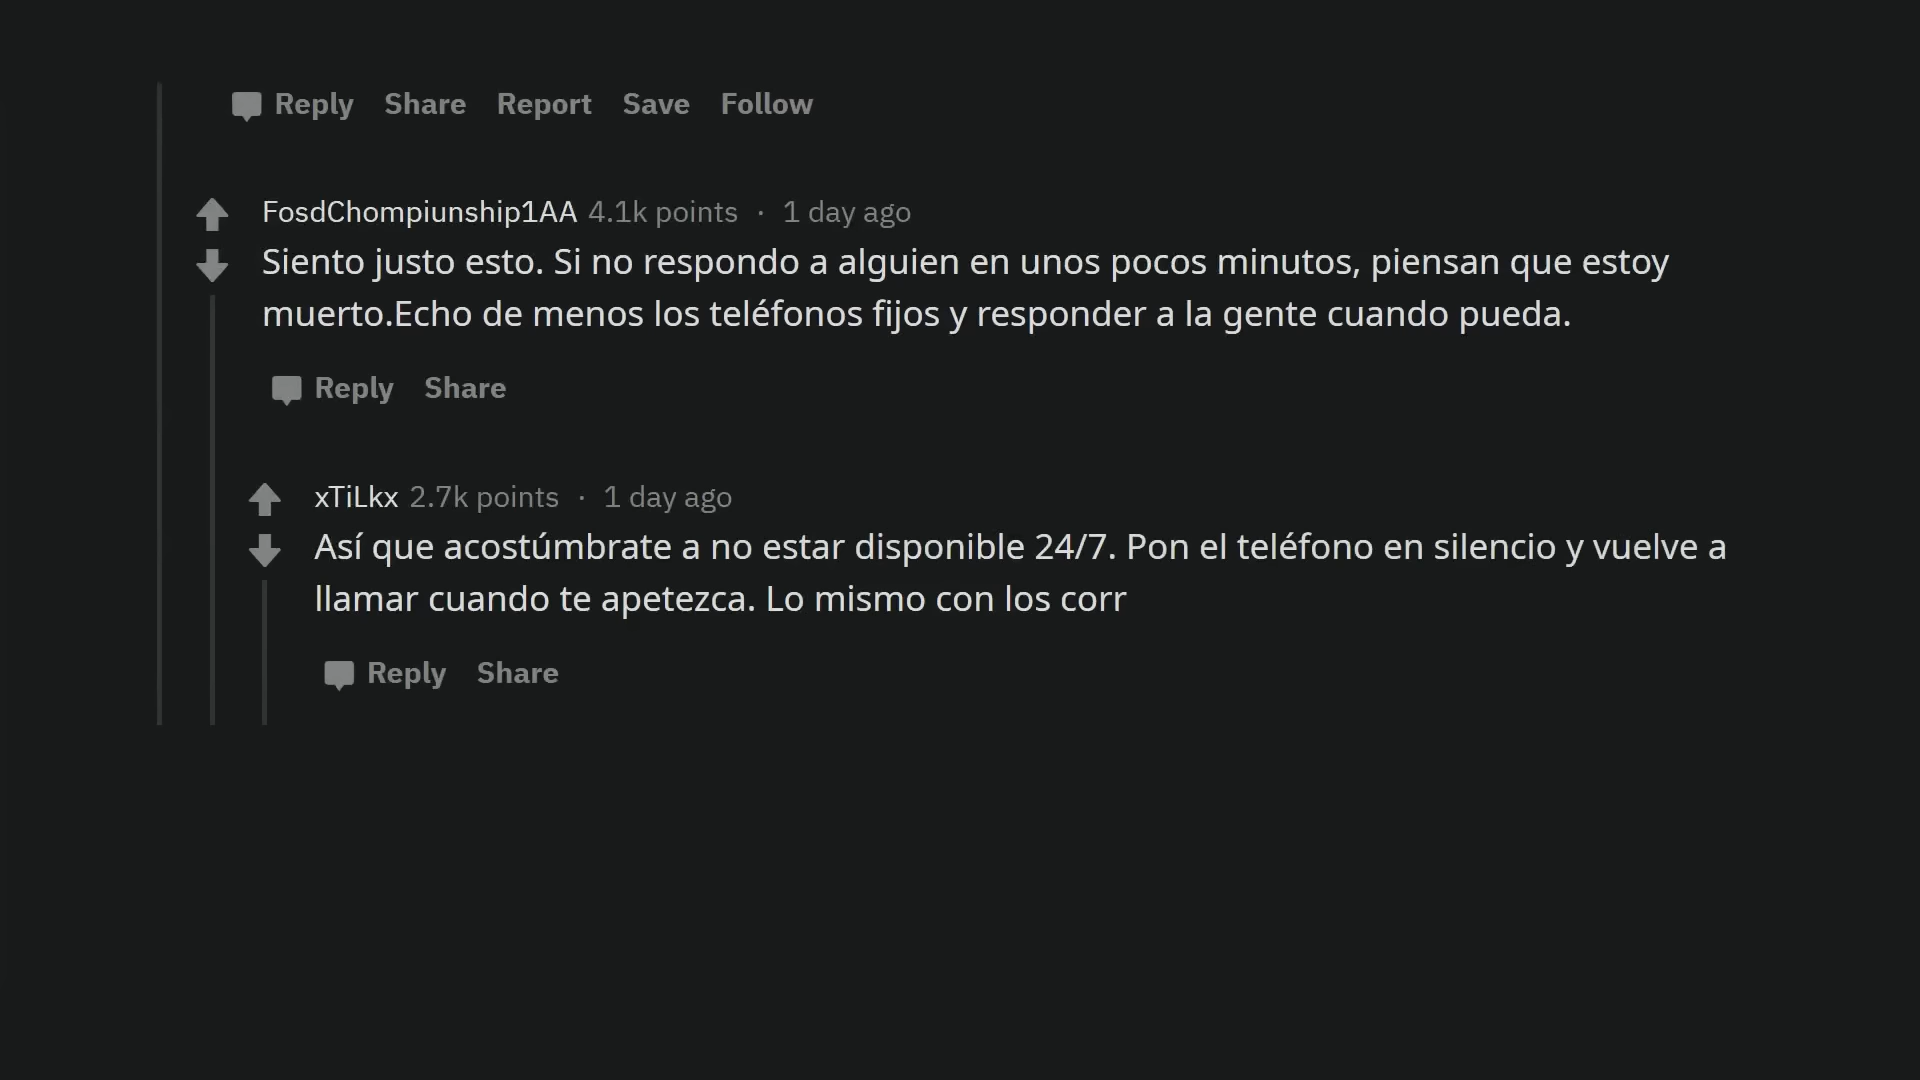 Reply Share Report Save Follow
FosdChompiunship1AA 4.1k points · 1 day ago
Siento justo esto. Si no respondo a alguien en unos pocos minutos, piensan que estoy
muerto.Echo de menos los teléfonos fijos y responder a la gente cuando pueda.
Reply Share
xTiLkx 2.7k points · 1 day ago
Así que acostúmbrate a no estar disponible 24/7. Pon el teléfono en silencio y vuelve a
llamar cuando te apetezca. Lo mismo con los corr
Reply Share